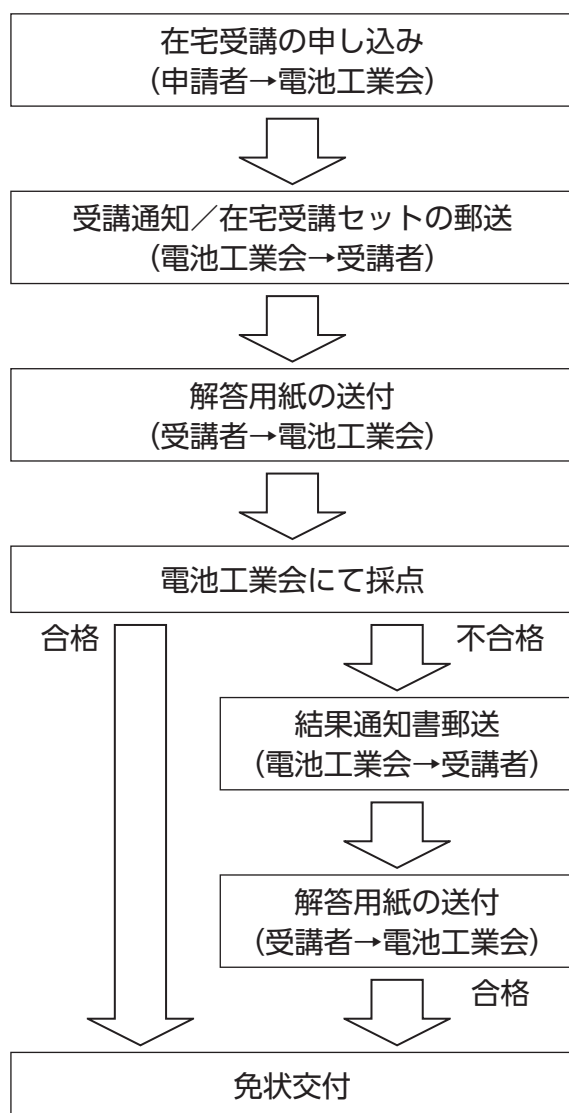 在宅受講の申し込み
（申請者→電池工業会）
受講通知／在宅受講セットの郵送
（電池工業会→受講者）
解答用紙の送付
（受講者→電池工業会）
電池工業会にて採点
合格
不合格
結果通知書郵送
（電池工業会→受講者）
解答用紙の送付
（受講者→電池工業会）
合格
免状交付